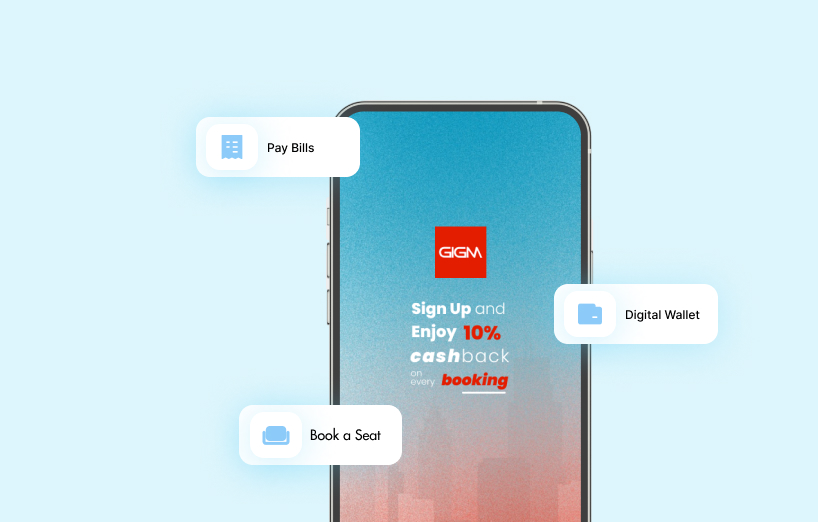 Pay Bills
GIGM
Sign Up and
Enjoy 10%
cashback
on
every booking
Digital Wallet
Book a Seat